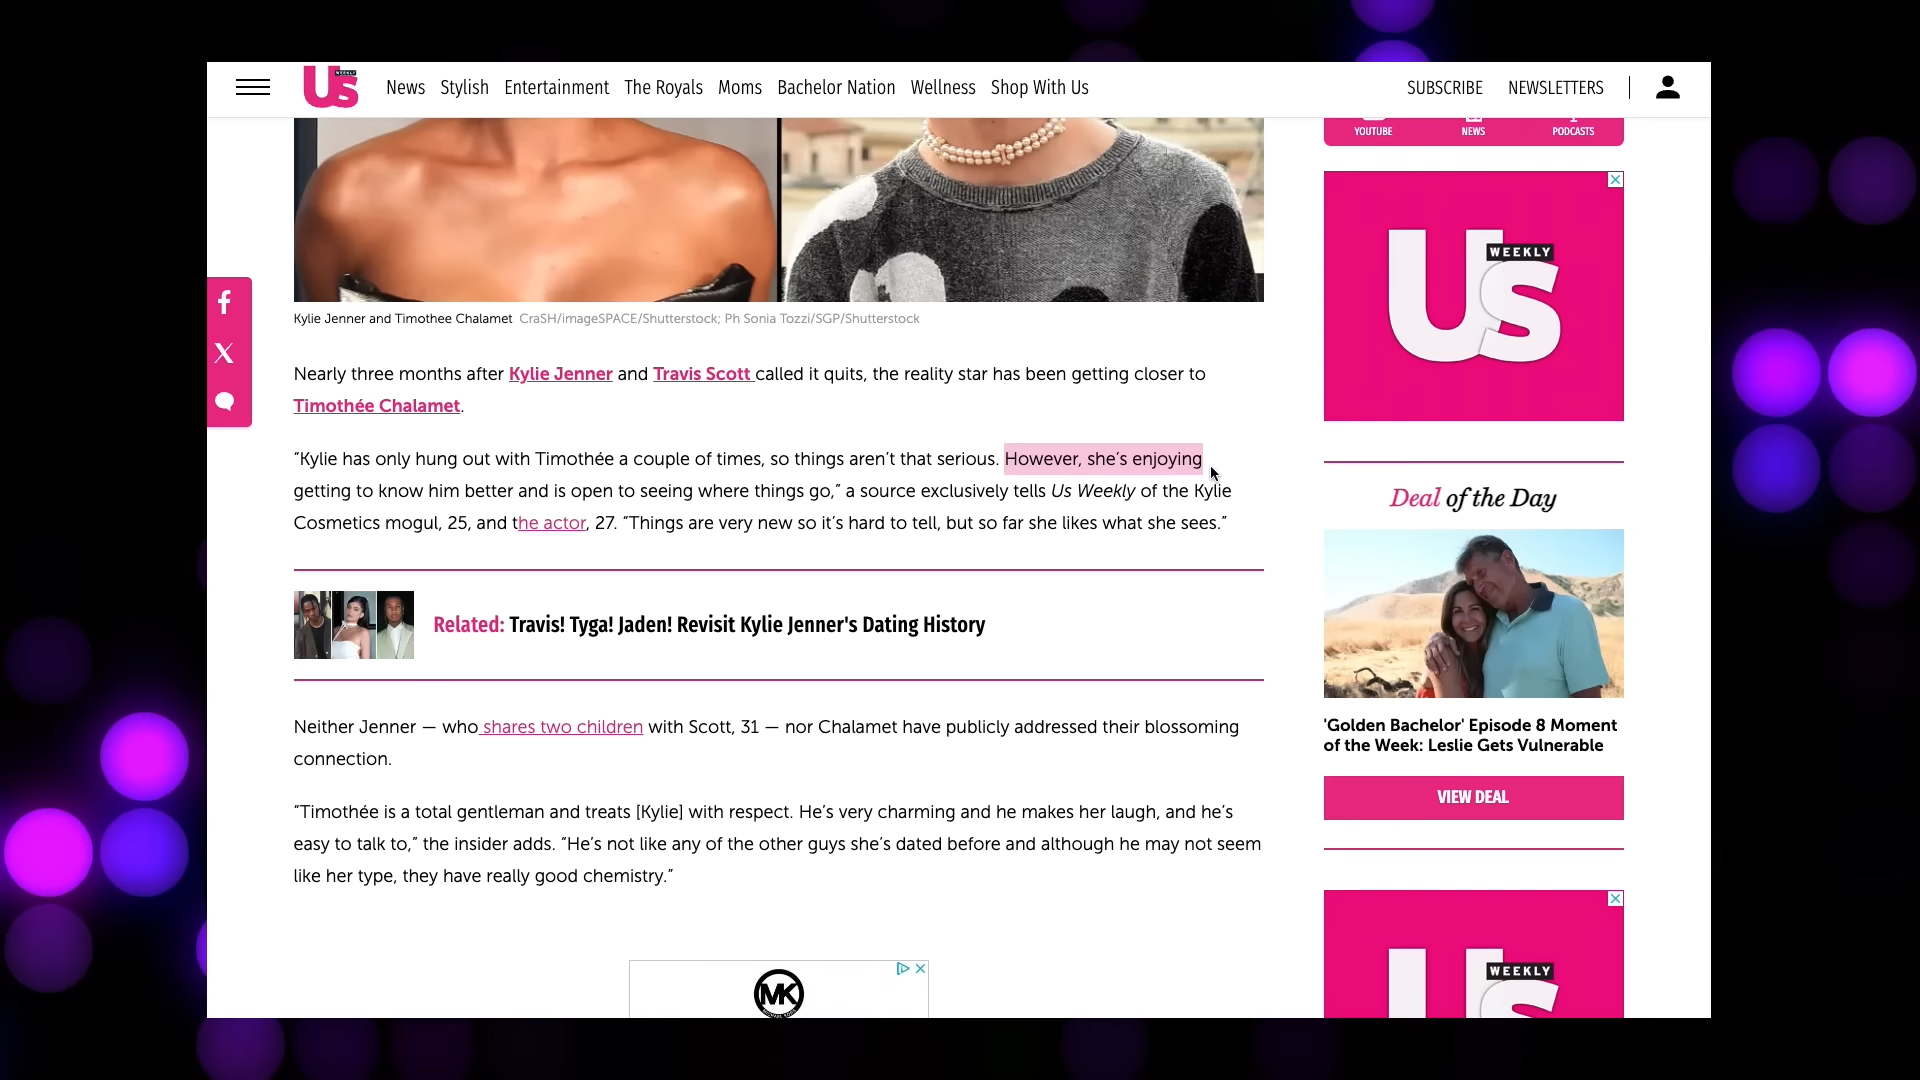 US WEEKLY
News Stylish Entertainment The Royals Moms Bachelor Nation Wellness Shop With Us
SUBSCRIBE NEWSLETTERS
YOUTUBE NEWS PODCASTS
Kylie Jenner and Timothee Chalamet CraSH/imageSPACE/Shutterstock; Ph Sonia Tozzi/SGP/Shutterstock
Nearly three months after Kylie Jenner and Travis Scott called it quits, the reality star has been getting closer to
Timothée Chalamet.
“Kylie has only hung out with Timothée a couple of times, so things aren’t that serious. However, she’s enjoying
getting to know him better and is open to seeing where things go,” a source exclusively tells Us Weekly of the Kylie
Cosmetics mogul, 25, and the actor, 27. “Things are very new so it’s hard to tell, but so far she likes what she sees.”
Related: Travis! Tyga! Jaden! Revisit Kylie Jenner's Dating History
Neither Jenner — who shares two children with Scott, 31 — nor Chalamet have publicly addressed their blossoming
connection.
“Timothée is a total gentleman and treats [Kylie] with respect. He’s very charming and he makes her laugh, and he’s
easy to talk to,” the insider adds. “He’s not like any of the other guys she’s dated before and although he may not seem
like her type, they have really good chemistry.”
MK
MICHAEL KORS
US WEEKLY
Deal of the Day
'Golden Bachelor' Episode 8 Moment
of the Week: Leslie Gets Vulnerable
VIEW DEAL
US WEEKLY